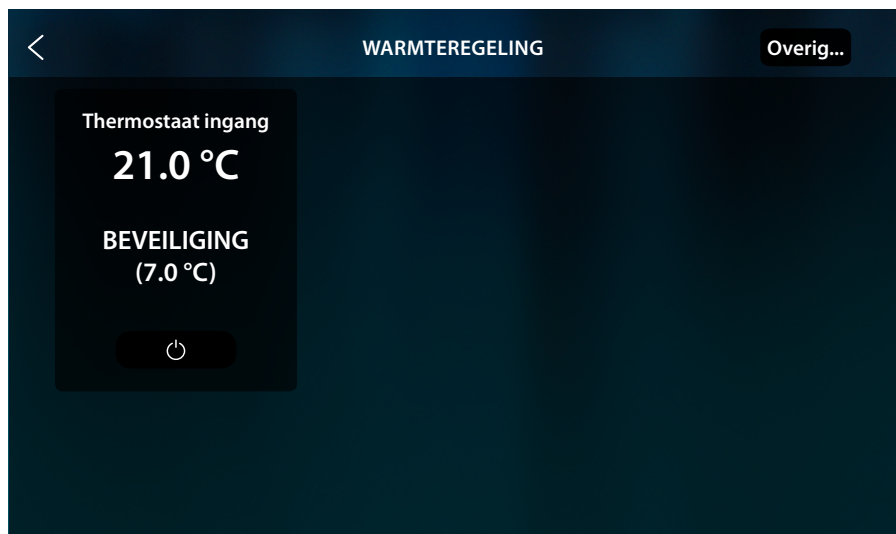 WARMTEREGELING
Overig...
Thermostaat ingang
21.0 °C
BEVEILIGING
(7.0 °C)